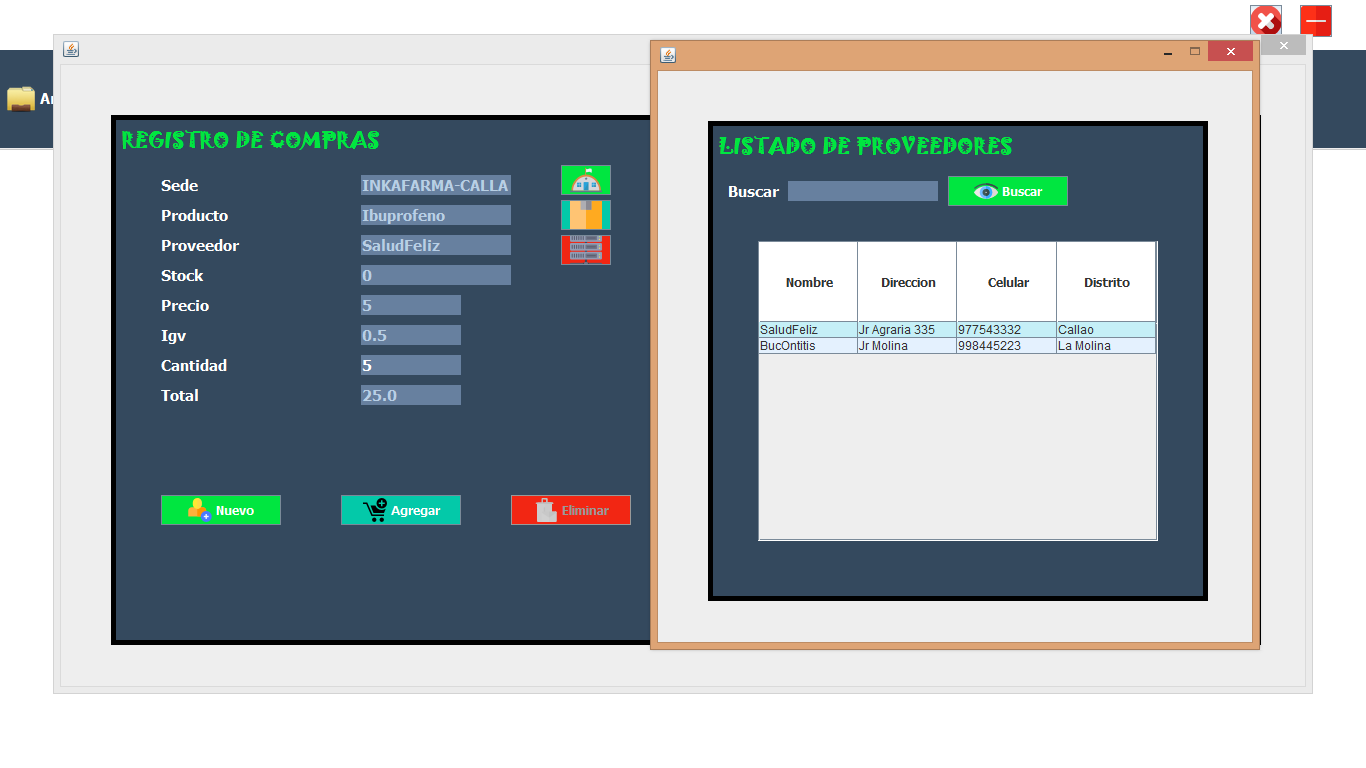 Ar
REGISTRO DE COMPRAS
Sede INKAFARMA-CALLA
Producto Ibuprofeno
Proveedor SaludFeliz
Stock 0
Precio 5
Igv 0.5
Cantidad 5
Total 25.0
Nuevo Agregar Eliminar
LISTADO DE PROVEEDORES
Buscar Buscar
Nombre Direccion Celular Distrito
SaludFeliz Jr Agraria 335 977543332 Callao
BucOntitis Jr Molina 998445223 La Molina